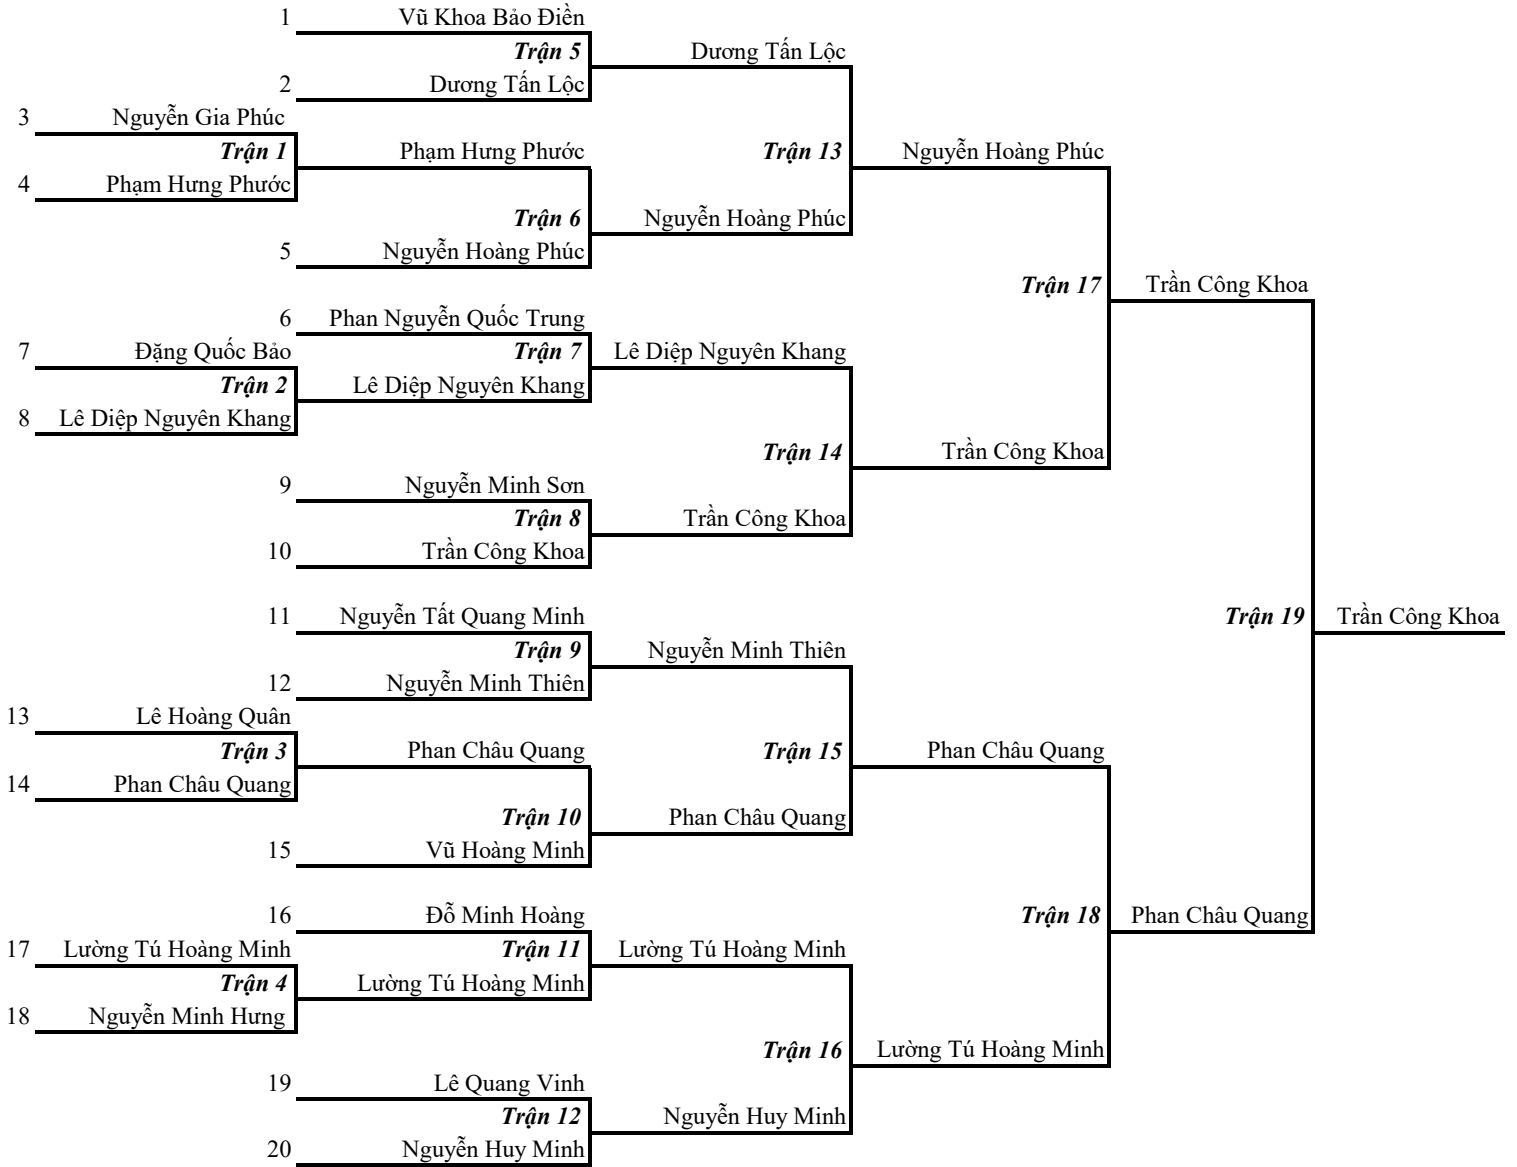 1 Vũ Khoa Bảo Điền
Trận 5 Dương Tấn Lộc
2 Dương Tấn Lộc
3 Nguyễn Gia Phúc
Trận 1 Phạm Hưng Phước Trận 13 Nguyễn Hoàng Phúc
4 Phạm Hưng Phước
Trận 6 Nguyễn Hoàng Phúc
5 Nguyễn Hoàng Phúc
Trận 17 Trần Công Khoa
6 Phan Nguyễn Quốc Trung
7 Đặng Quốc Bảo Trận 7 Lê Diệp Nguyên Khang
Trận 2 Lê Diệp Nguyên Khang
8 Lê Diệp Nguyên Khang
Trận 14 Trần Công Khoa
9 Nguyễn Minh Sơn
Trận 8 Trần Công Khoa
10 Trần Công Khoa
11 Nguyễn Tất Quang Minh Trận 19 Trần Công Khoa
Trận 9 Nguyễn Minh Thiên
12 Nguyễn Minh Thiên
13 Lê Hoàng Quân
Trận 3 Phan Châu Quang Trận 15 Phan Châu Quang
14 Phan Châu Quang
Trận 10 Phan Châu Quang
15 Vũ Hoàng Minh
16 Đỗ Minh Hoàng Trận 18 Phan Châu Quang
17 Lường Tú Hoàng Minh Trận 11 Lường Tú Hoàng Minh
Trận 4 Lường Tú Hoàng Minh
18 Nguyễn Minh Hưng
Trận 16 Lường Tú Hoàng Minh
19 Lê Quang Vinh
Trận 12 Nguyễn Huy Minh
20 Nguyễn Huy Minh